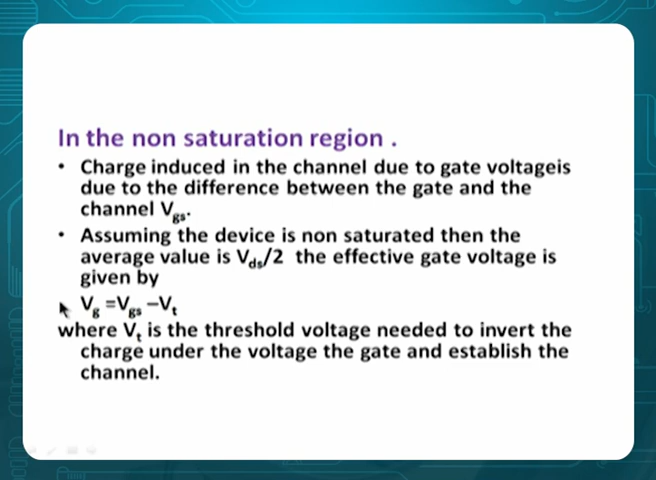 In the non saturation region .
• Charge induced in the channel due to gate voltageis
due to the difference between the gate and the
channel Vgs.
• Assuming the device is non saturated then the
average value is Vds/2 the effective gate voltage is
given by
Vg =Vgs –Vt
where Vt is the threshold voltage needed to invert the
charge under the voltage the gate and establish the
channel.